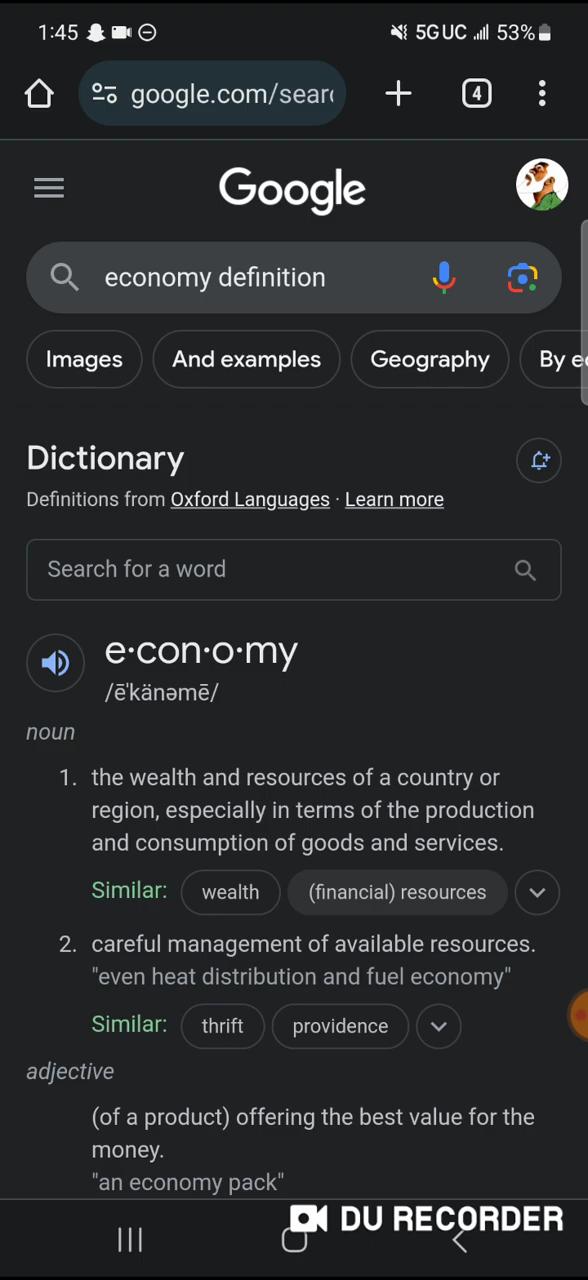 1:45 5G UC 53%
google.com/sear
4
Google
economy definition
Images And examples Geography By
Dictionary
Definitions from Oxford Languages · Learn more
Search for a word
e·con·o·my
/ēˈkänəmē/
noun
1. the wealth and resources of a country or
region, especially in terms of the production
and consumption of goods and services.
Similar: wealth (financial) resources
2. careful management of available resources.
"even heat distribution and fuel economy"
Similar: thrift providence
adjective
(of a product) offering the best value for the
money.
"an economy pack"
DU RECORDER